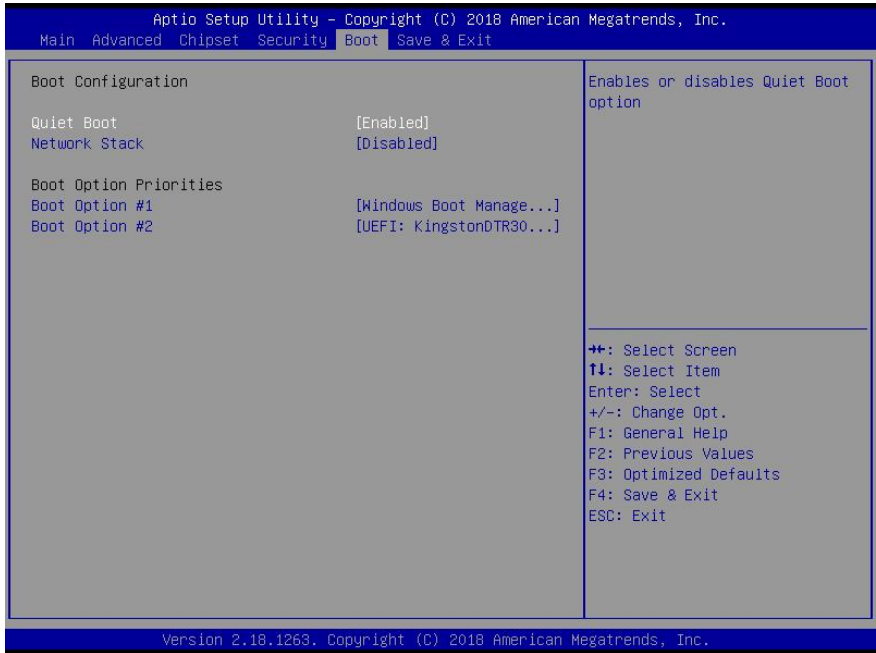 Aptio Setup Utility – Copyright (C) 2018 American Megatrends, Inc.
Main Advanced Chipset Security Boot Save & Exit
Boot Configuration
Quiet Boot [Enabled]
Network Stack [Disabled]
Boot Option Priorities
Boot Option #1 [Windows Boot Manage...]
Boot Option #2 [UEFI: KingstonDTR30...]
Enables or disables Quiet Boot
option
→←: Select Screen
↑↓: Select Item
Enter: Select
+/-: Change Opt.
F1: General Help
F2: Previous Values
F3: Optimized Defaults
F4: Save & Exit
ESC: Exit
Version 2.18.1263. Copyright (C) 2018 American Megatrends, Inc.